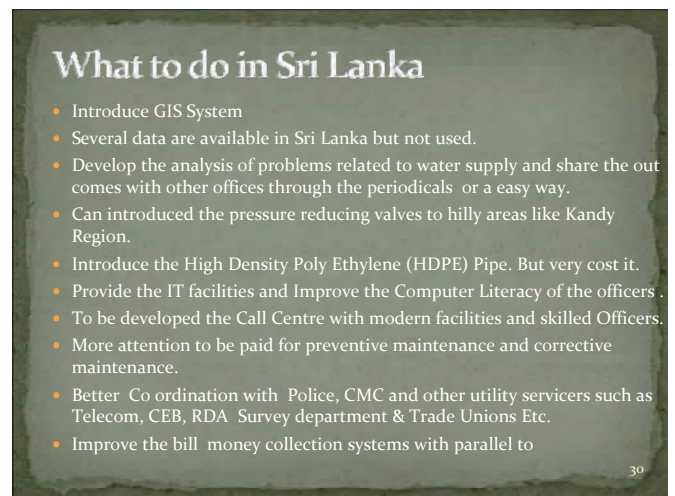 What to do in Sri Lanka
• Introduce GIS System
• Several data are available in Sri Lanka but not used.
• Develop the analysis of problems related to water supply and share the out
comes with other offices through the periodicals or a easy way.
• Can introduced the pressure reducing valves to hilly areas like Kandy
Region.
• Introduce the High Density Poly Ethylene (HDPE) Pipe. But very cost it.
• Provide the IT facilities and Improve the Computer Literacy of the officers .
• To be developed the Call Centre with modern facilities and skilled Officers.
• More attention to be paid for preventive maintenance and corrective
maintenance.
• Better Co ordination with Police, CMC and other utility servicers such as
Telecom, CEB, RDA Survey department & Trade Unions Etc.
• Improve the bill money collection systems with parallel to
30